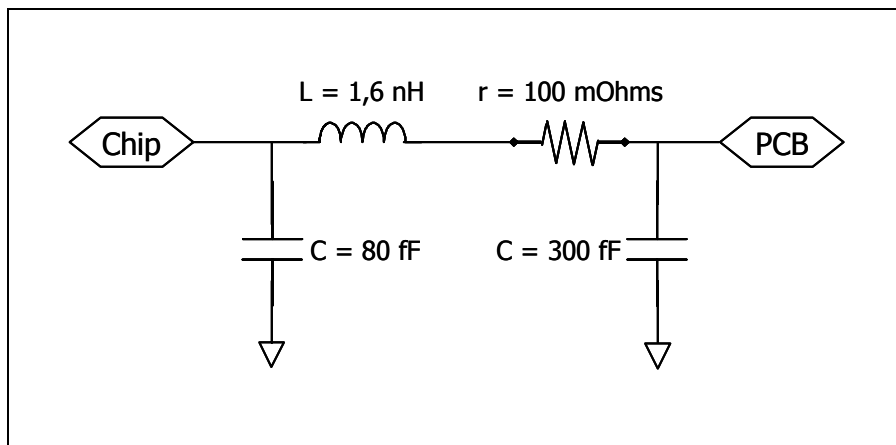 L = 1,6 nH
r = 100 mOhms
Chip
PCB
C = 80 fF
C = 300 fF